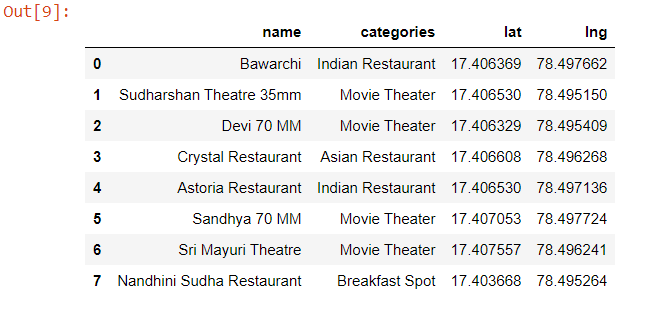 Out[9]:
name categories lat lng
0 Bawarchi Indian Restaurant 17.406369 78.497662
1 Sudharshan Theatre 35mm Movie Theater 17.406530 78.495150
2 Devi 70 MM Movie Theater 17.406329 78.495409
3 Crystal Restaurant Asian Restaurant 17.406608 78.496268
4 Astoria Restaurant Indian Restaurant 17.406530 78.497136
5 Sandhya 70 MM Movie Theater 17.407053 78.497724
6 Sri Mayuri Theatre Movie Theater 17.407557 78.496241
7 Nandhini Sudha Restaurant Breakfast Spot 17.403668 78.495264